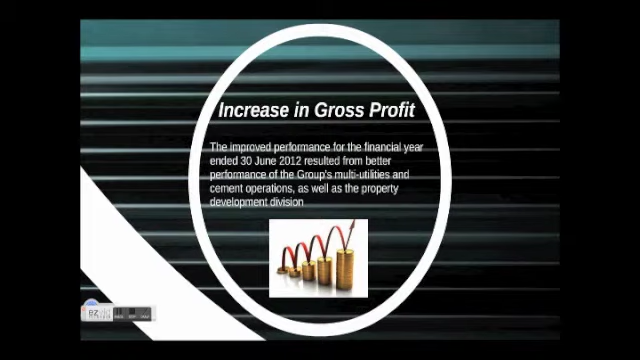 Increase in Gross Profit
The improved performance for the financial year
ended 30 June 2012 resulted from better
performance of the Group's multi-utilities and
cement operations, as well as the property
development division
ez